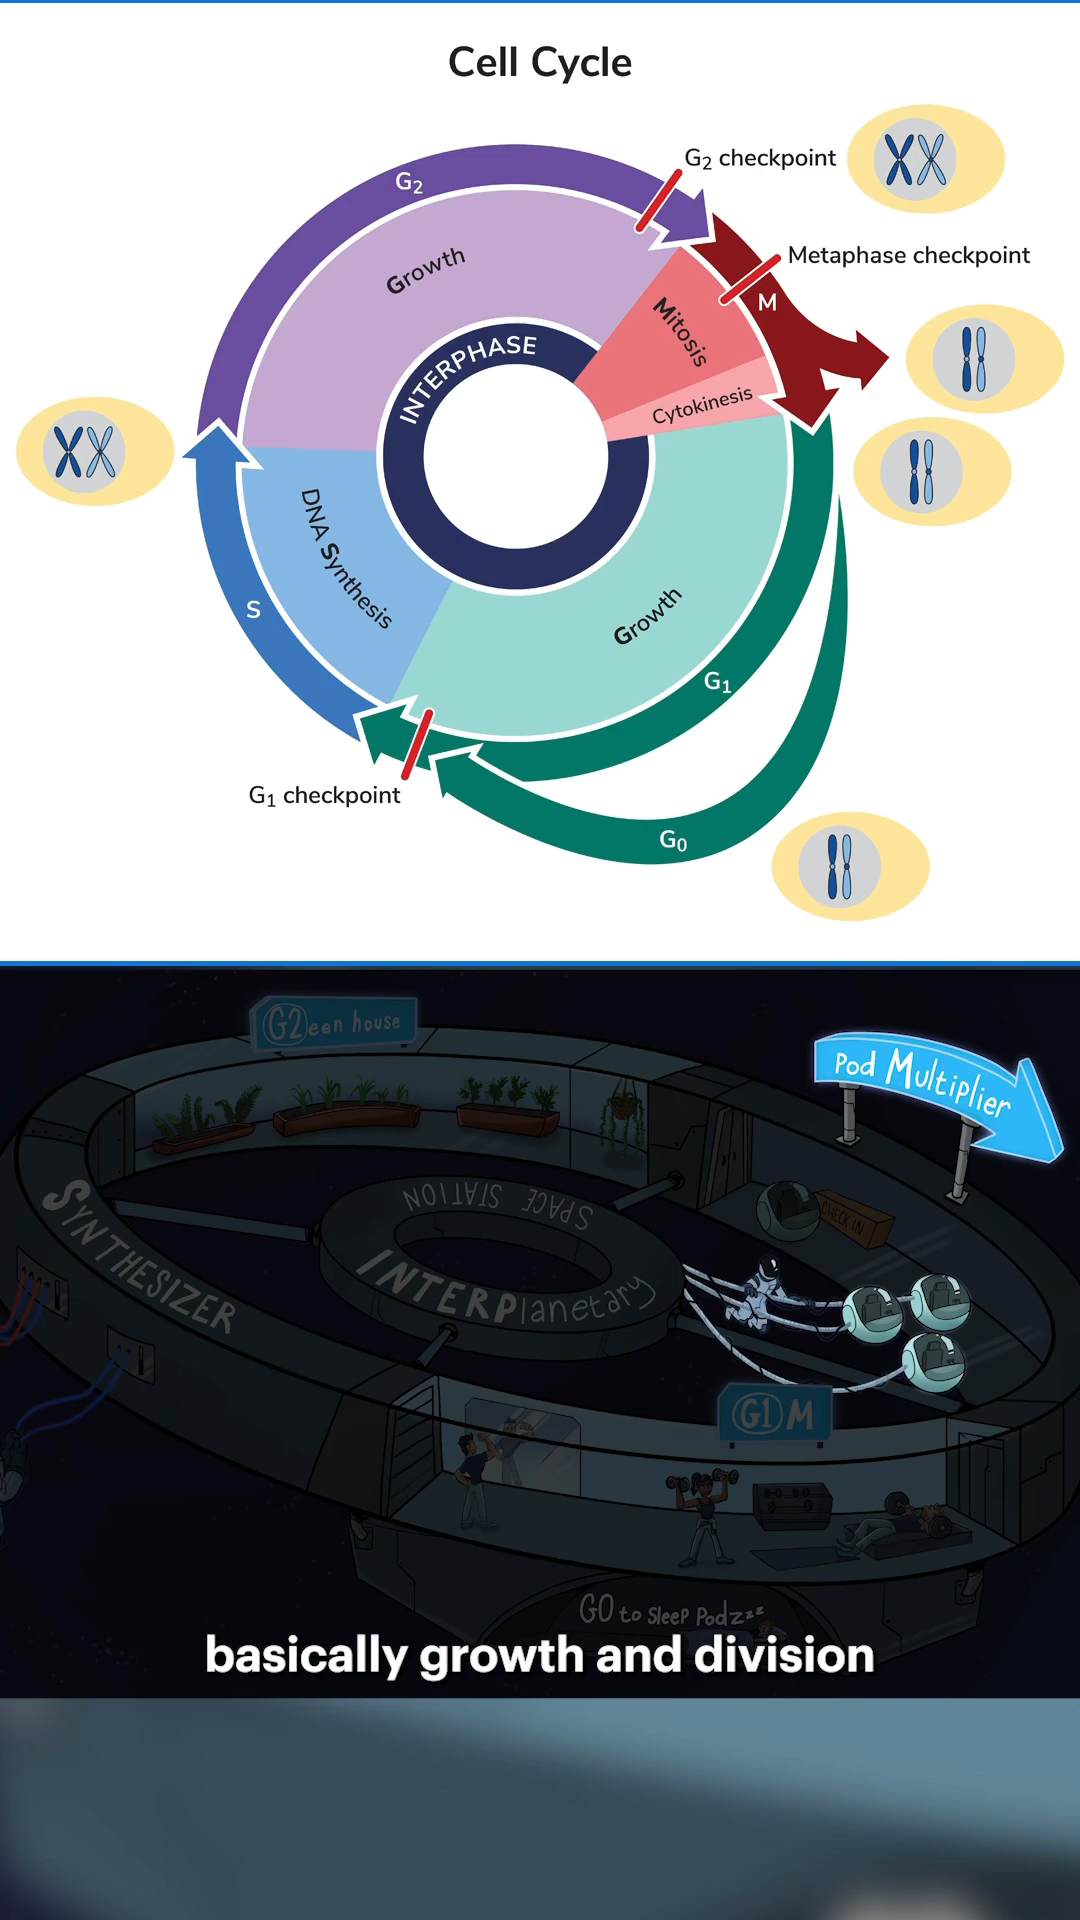 Cell Cycle
G₂ checkpoint
G₂
Metaphase checkpoint
Growth
M
Mitosis
INTERPHASE
Cytokinesis
DNA Synthesis
S
Growth
G₁
G₁ checkpoint
G₀
G2een house
Pod Multiplier
SPACE STATION
SYNTHESIZER
CHECK IN
INTERPlanetary
G1M
G0 to Sleep Podzzz
basically growth and division